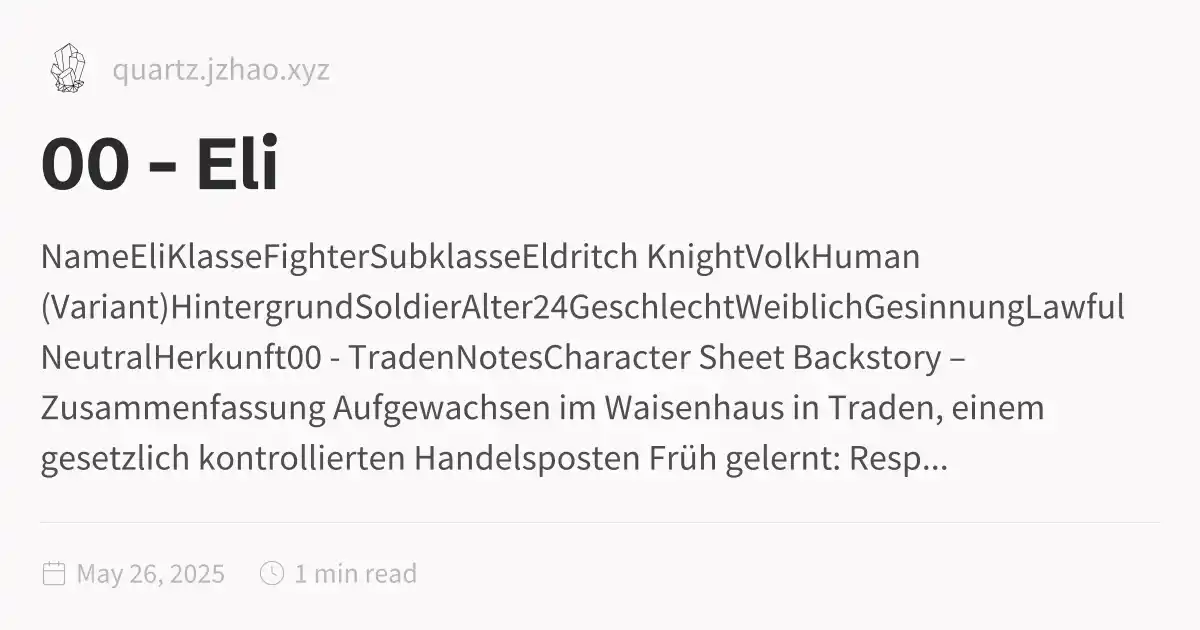 quartz.jzhao.xyz
00 - Eli
NameEliKlasseFighterSubklasseEldritch KnightVolkHuman
(Variant)HintergrundSoldierAlter24GeschlechtWeiblichGesinnungLawful
NeutralHerkunft00 - TradenNotesCharacter Sheet Backstory –
Zusammenfassung Aufgewachsen im Waisenhaus in Traden, einem
gesetzlich kontrollierten Handelsposten Früh gelernt: Resp...
May 26, 2025 1 min read